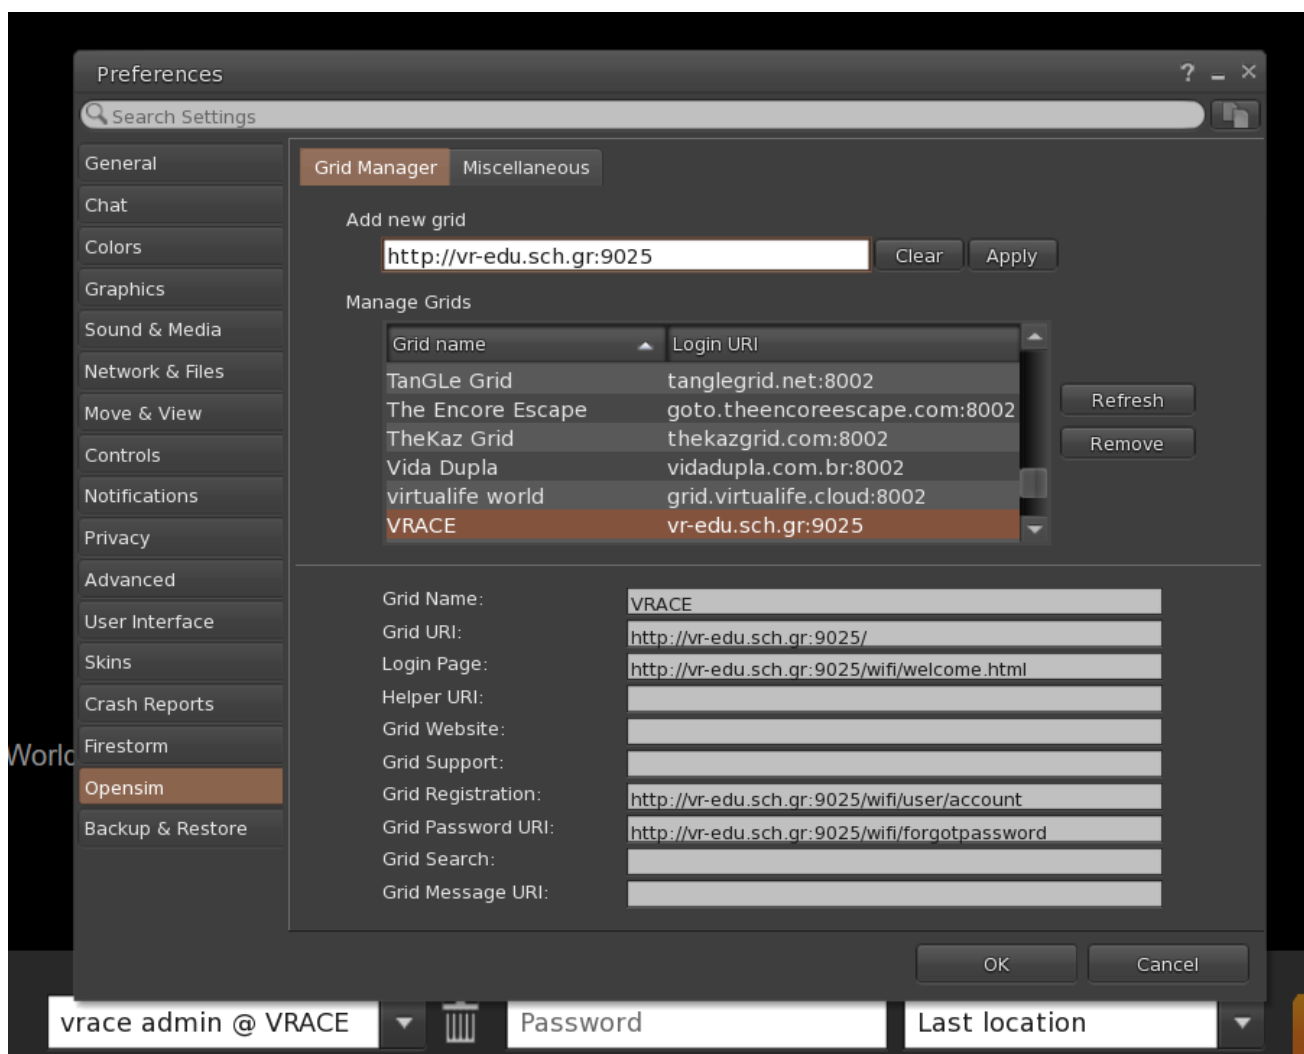 Preferences ? _ ×
Search Settings
General
Chat
Colors
Graphics
Sound & Media
Network & Files
Move & View
Controls
Notifications
Privacy
Advanced
User Interface
Skins
Crash Reports
Firestorm
Opensim
Backup & Restore
Grid Manager Miscellaneous
Add new grid
http://vr-edu.sch.gr:9025 Clear Apply
Manage Grids
Grid name Login URI
TanGLe Grid tanglegrid.net:8002
The Encore Escape goto.theencoreescape.com:8002
TheKaz Grid thekazgrid.com:8002
Vida Dupla vidadupla.com.br:8002
virtualife world grid.virtualife.cloud:8002
VRACE vr-edu.sch.gr:9025
Refresh
Remove
Grid Name: VRACE
Grid URI: http://vr-edu.sch.gr:9025/
Login Page: http://vr-edu.sch.gr:9025/wifi/welcome.html
Helper URI:
Grid Website:
Grid Support:
Grid Registration: http://vr-edu.sch.gr:9025/wifi/user/account
Grid Password URI: http://vr-edu.sch.gr:9025/wifi/forgotpassword
Grid Search:
Grid Message URI:
OK Cancel
vrace admin @ VRACE Password Last location